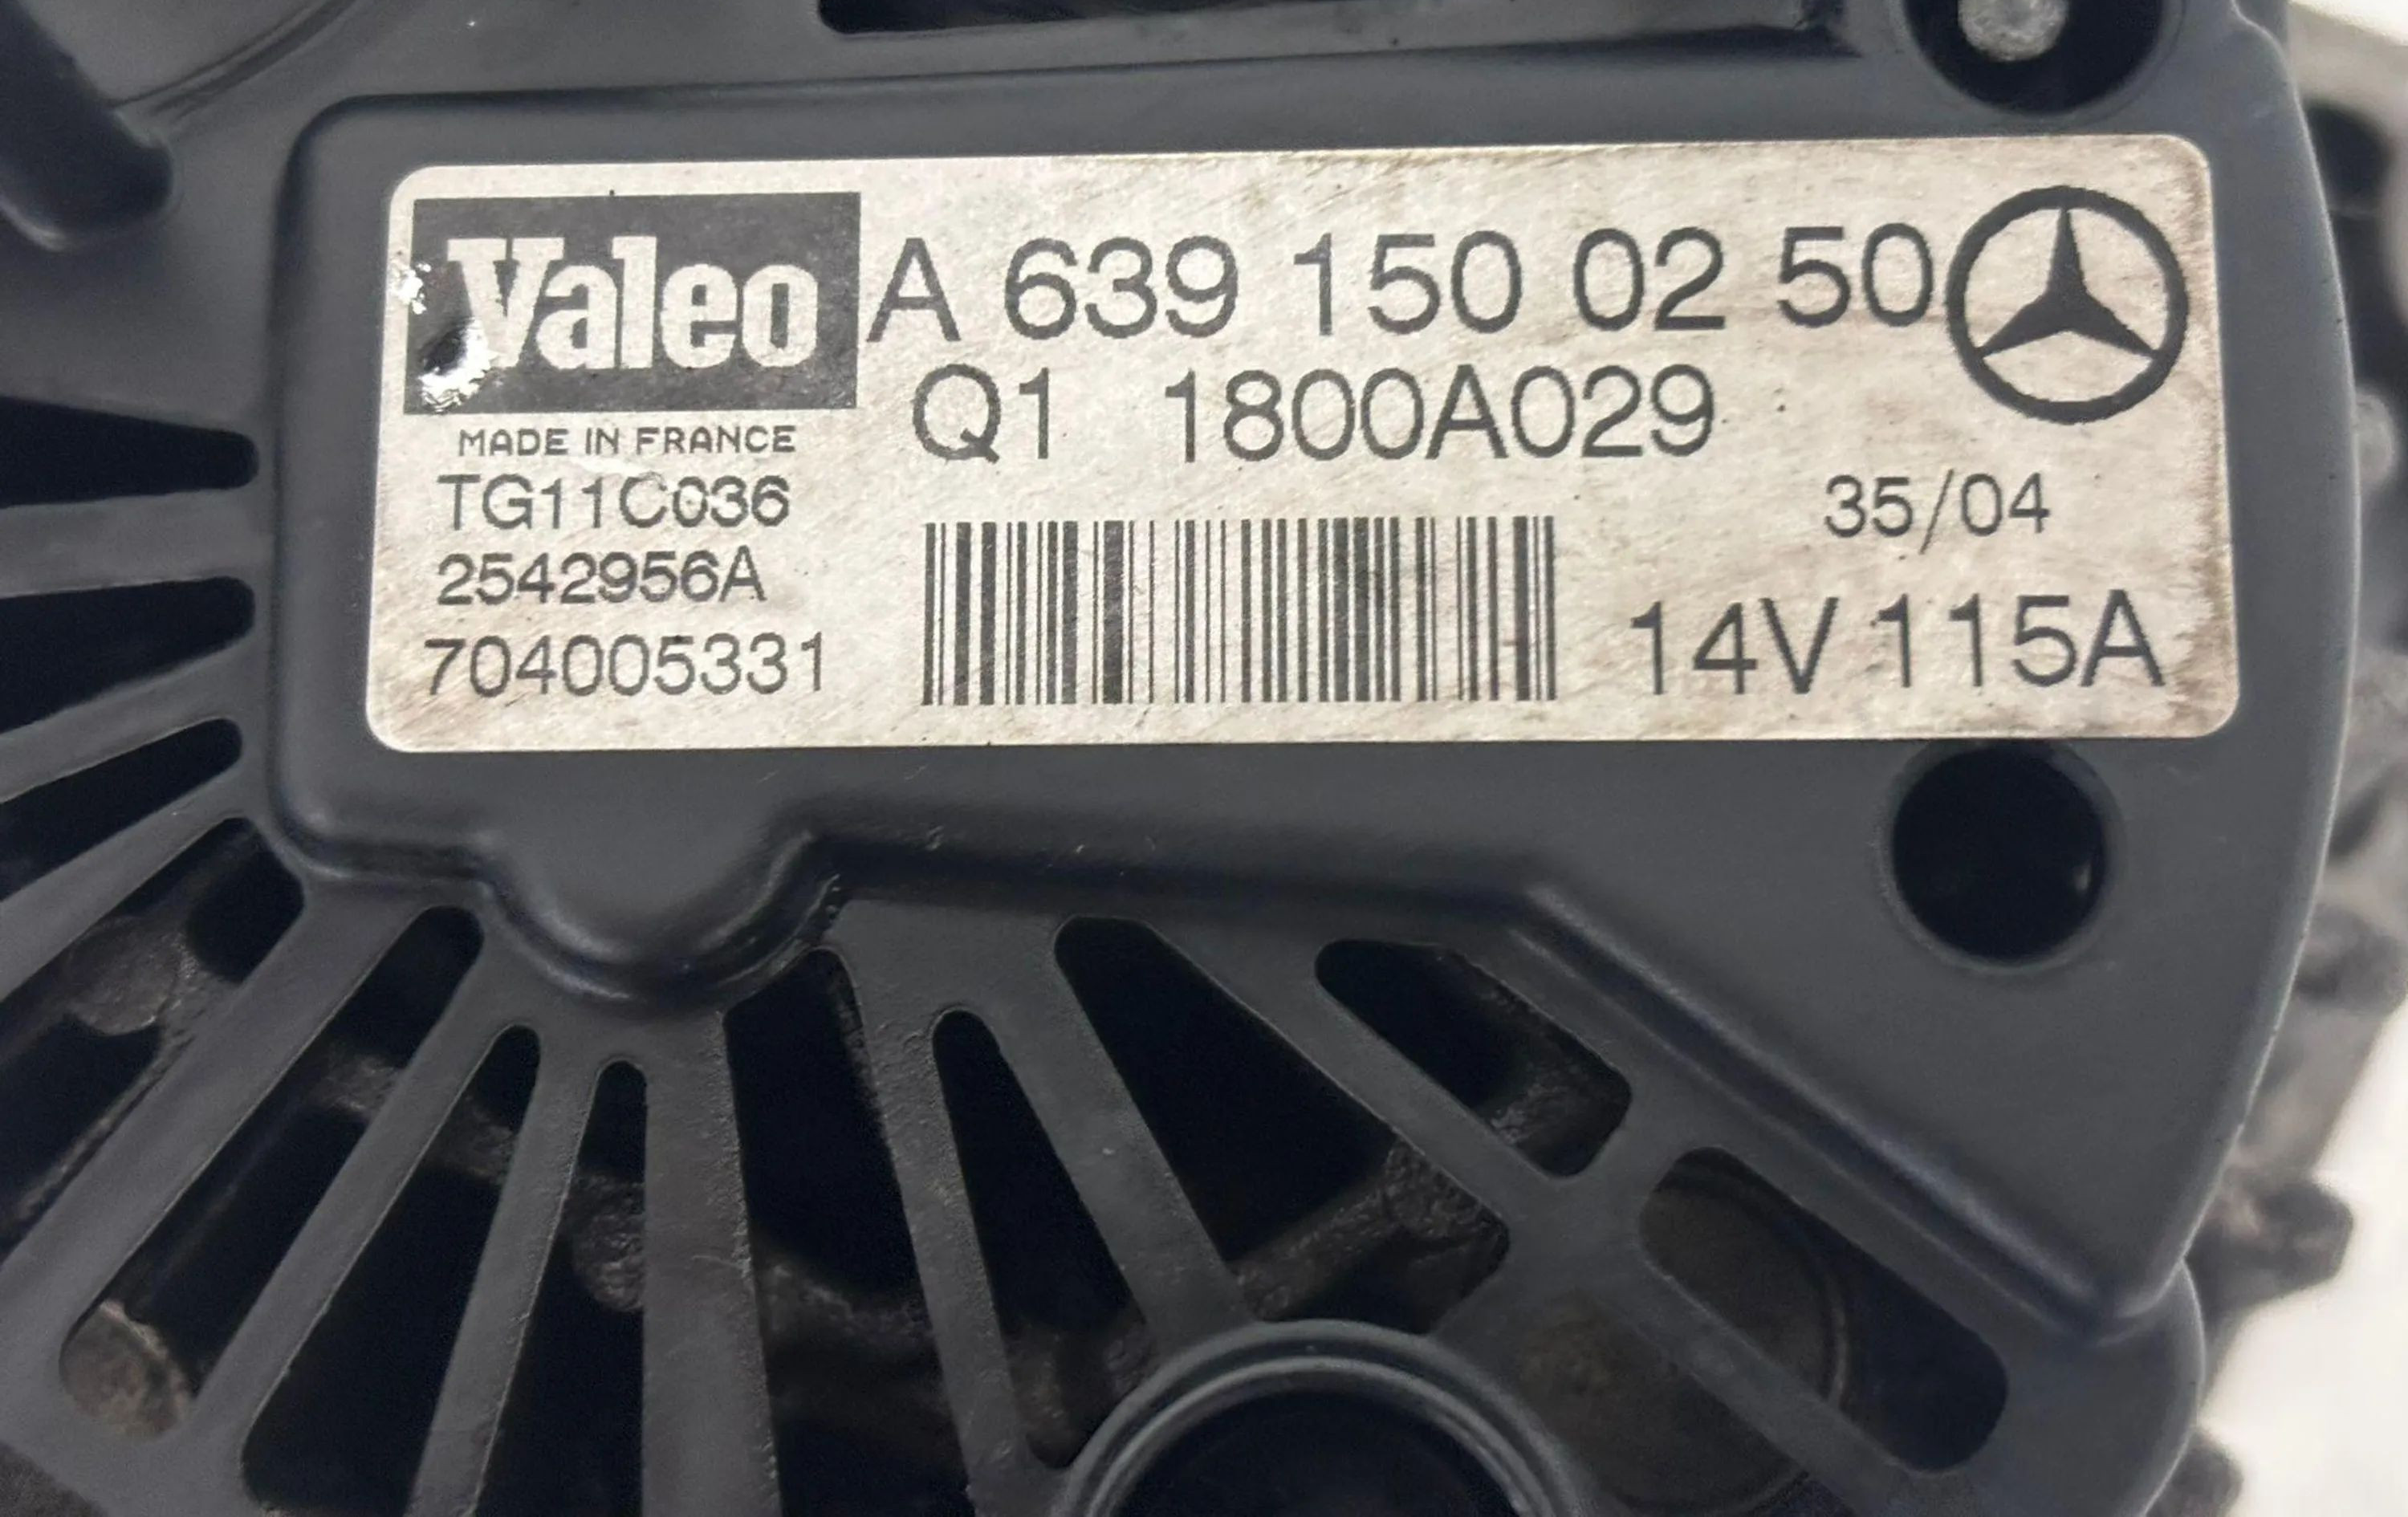 Valeo
A 639 150 02 50
Q1 1800A029
MADE IN FRANCE
TG11C036
35/04
2542956A
704005331
14V 115A